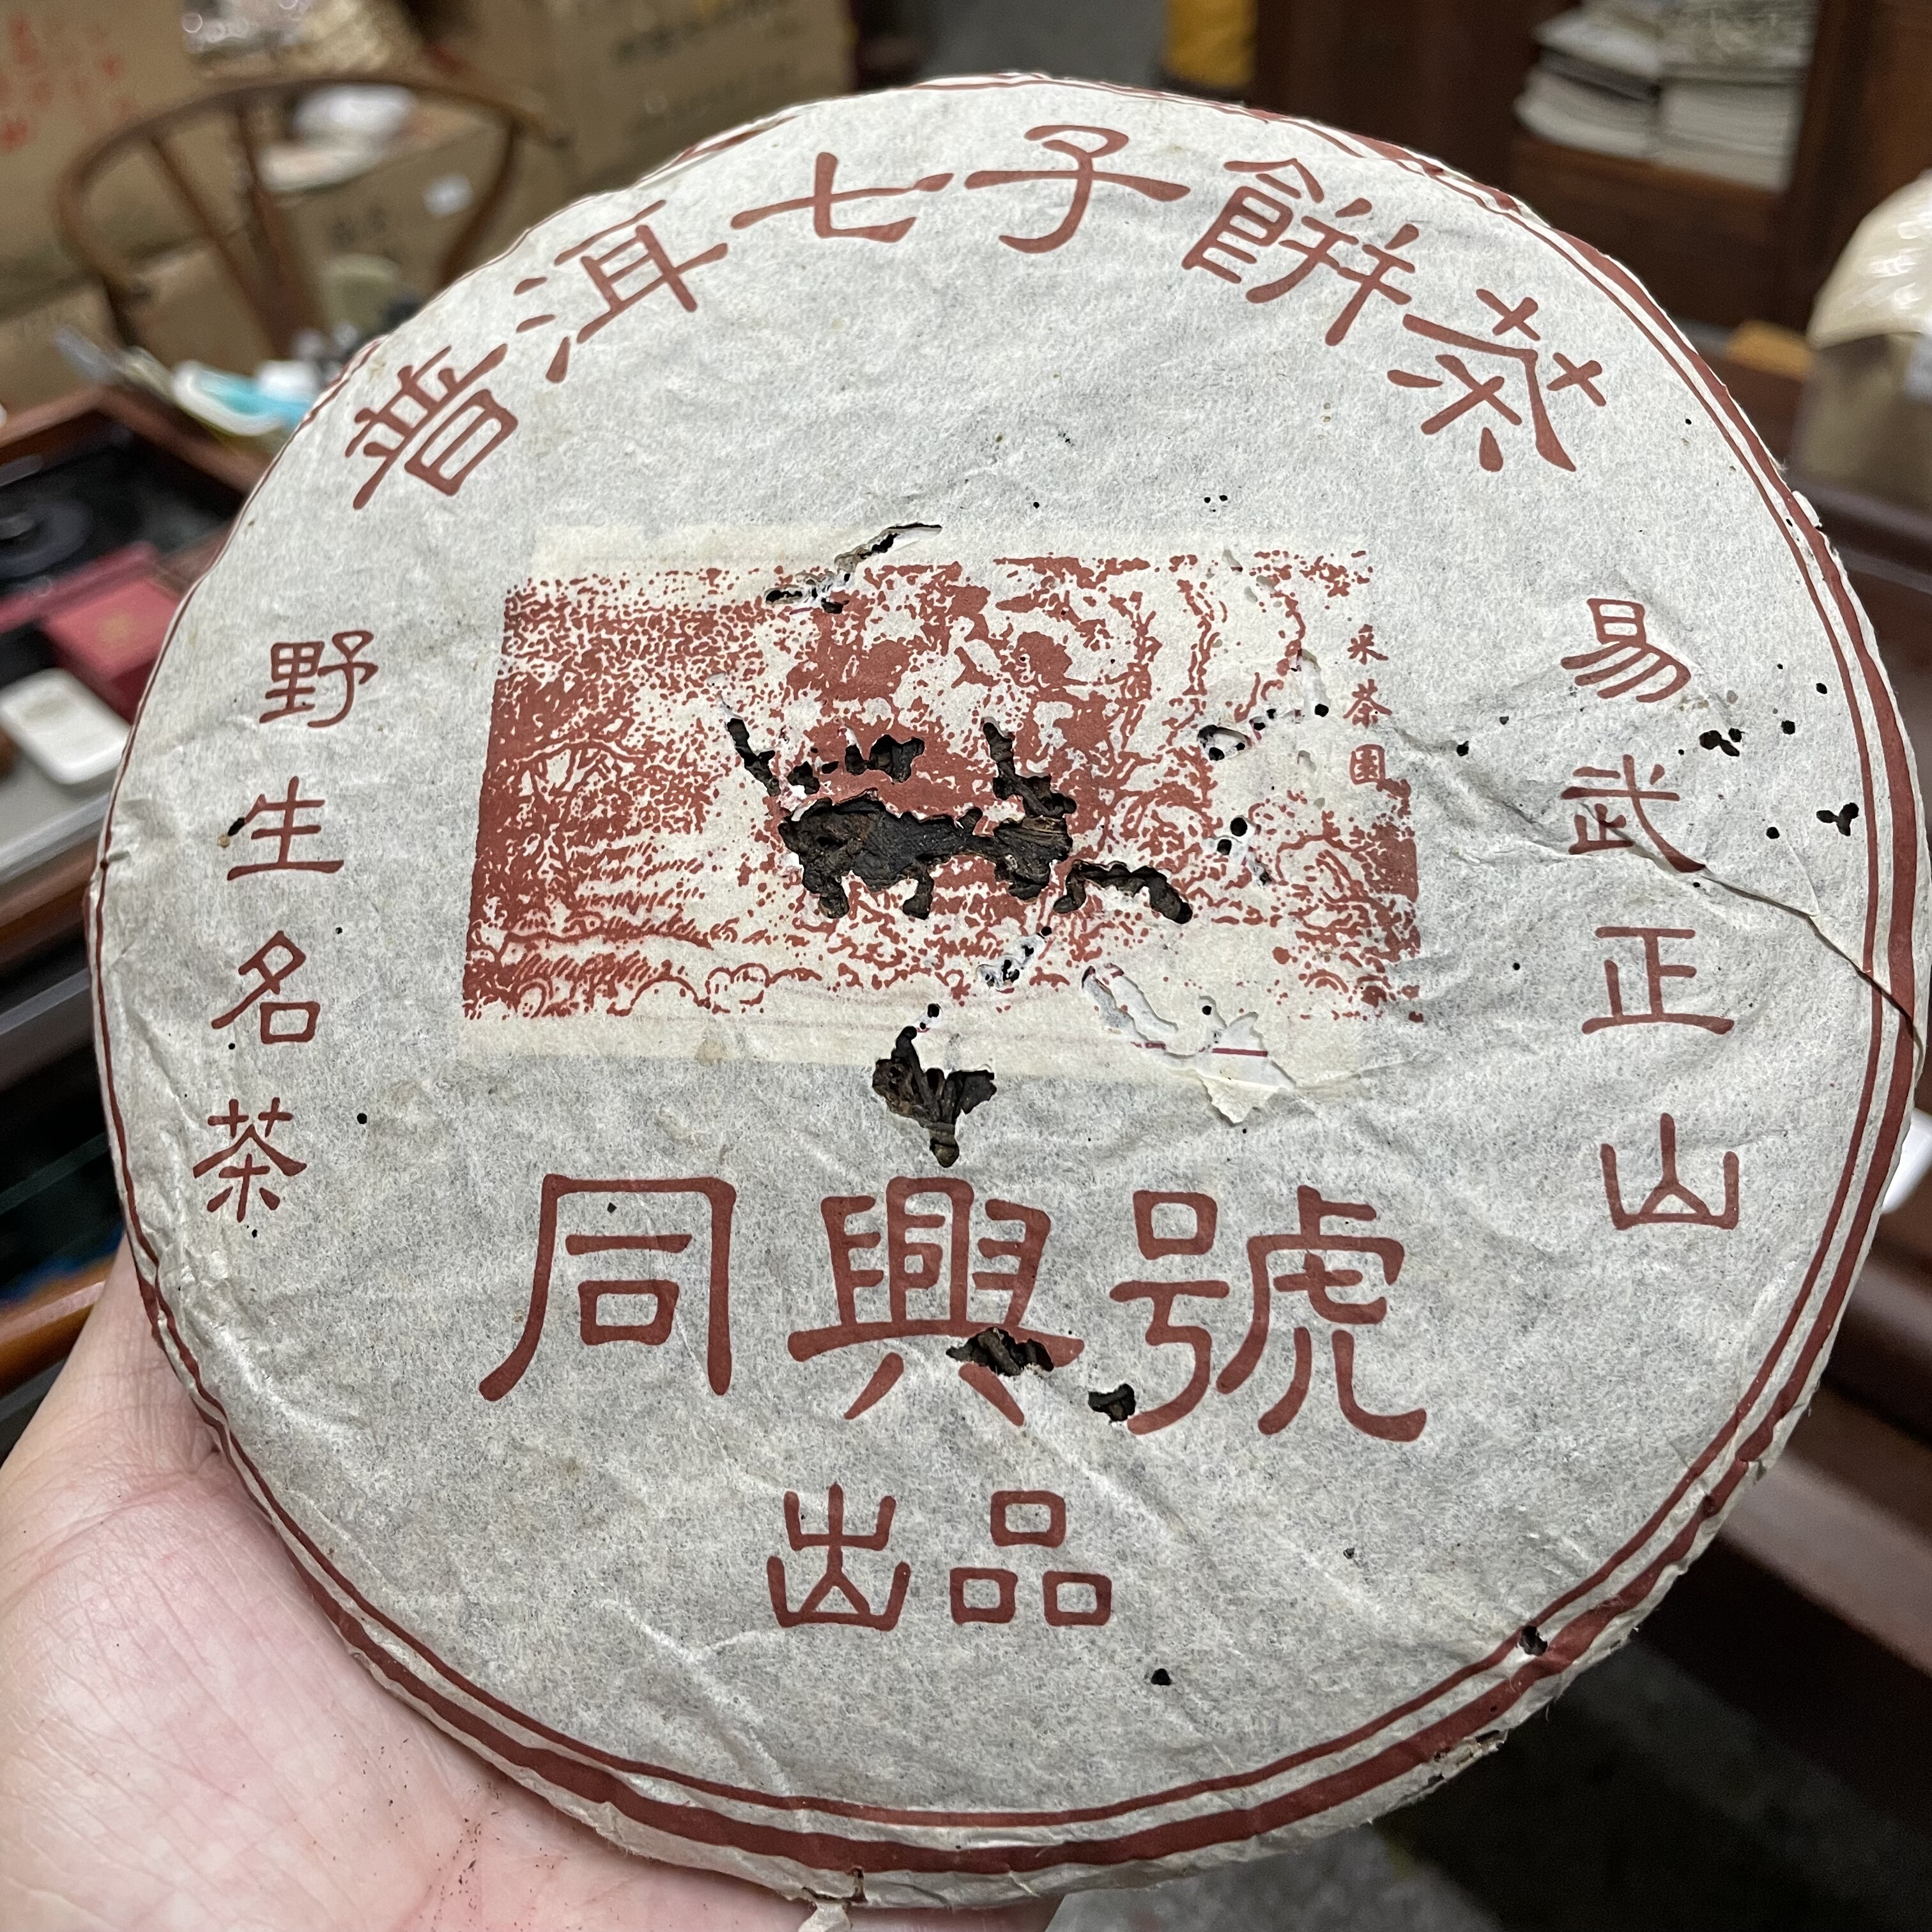 普洱七子餅茶
易武正山
野生名茶
采茶圖
同興號
出品